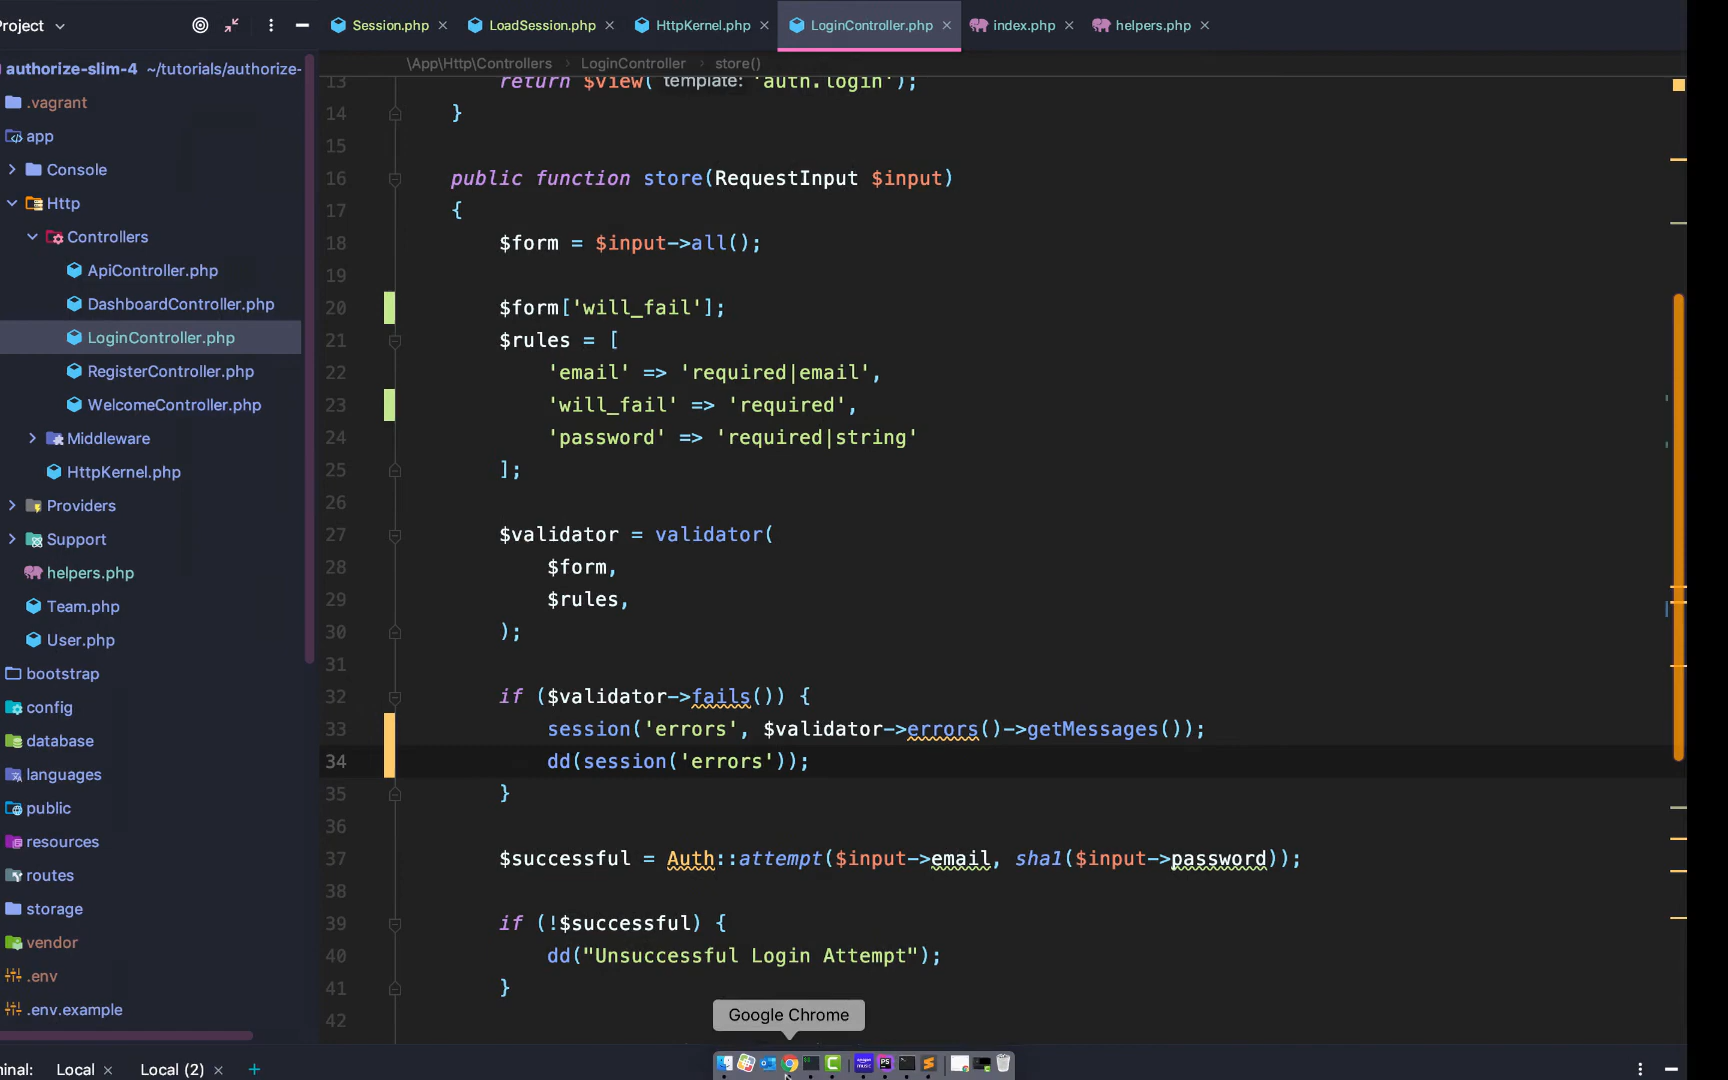 Project
Session.php
LoadSession.php
HttpKernel.php
LoginController.php
index.php
helpers.php
authorize-slim-4 ~/tutorials/authorize-
.vagrant
app
Console
Http
Controllers
ApiController.php
DashboardController.php
LoginController.php
RegisterController.php
WelcomeController.php
Middleware
HttpKernel.php
Providers
Support
helpers.php
Team.php
User.php
bootstrap
config
database
languages
public
resources
routes
storage
vendor
.env
.env.example
\App\Http\Controllers › LoginController › store()
13 return $view( template: 'auth.login');
14 }
15
16 public function store(RequestInput $input)
17 {
18 $form = $input->all();
19
20 $form['will_fail'];
21 $rules = [
22 'email' => 'required|email',
23 'will_fail' => 'required',
24 'password' => 'required|string'
25 ];
26
27 $validator = validator(
28 $form,
29 $rules,
30 );
31
32 if ($validator->fails()) {
33 session('errors', $validator->errors()->getMessages());
34 dd(session('errors'));
35 }
36
37 $successful = Auth::attempt($input->email, sha1($input->password));
38
39 if (!$successful) {
40 dd("Unsuccessful Login Attempt");
41 }
42
Google Chrome
minal: Local × Local (2) × +